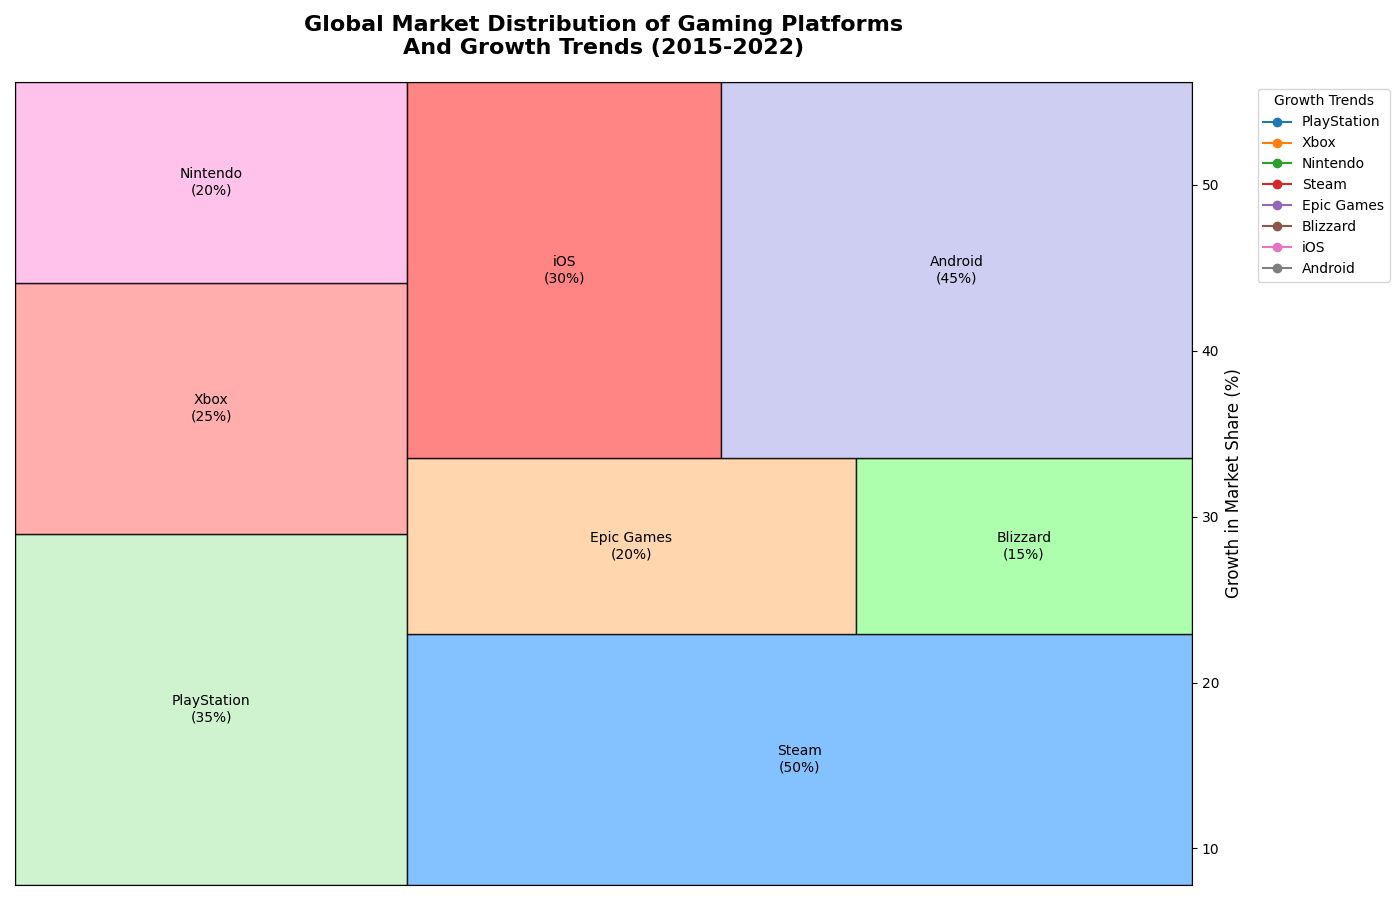 Global Market Distribution of Gaming Platforms
And Growth Trends (2015-2022)
Nintendo
(20%)
iOS
(30%)
Android
(45%)
Xbox
(25%)
Epic Games
(20%)
Blizzard
(15%)
PlayStation
(35%)
Steam
(50%)
50
40
30
20
10
Growth in Market Share (%)
Growth Trends
PlayStation
Xbox
Nintendo
Steam
Epic Games
Blizzard
iOS
Android